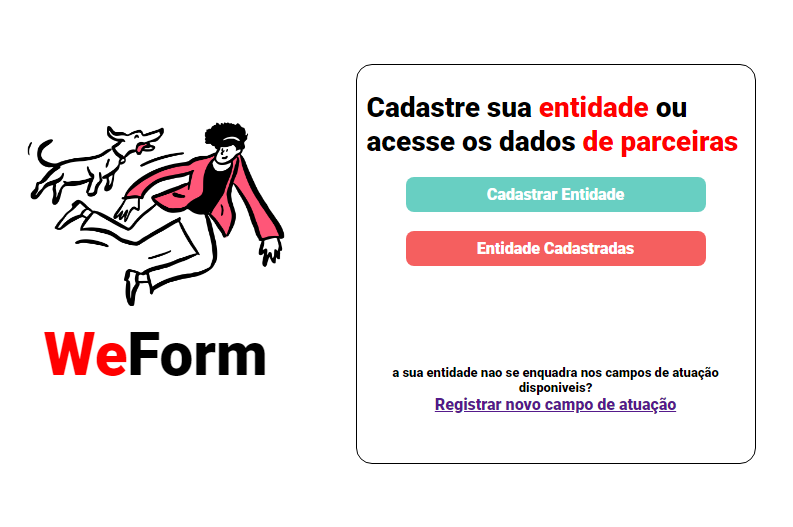 Cadastre sua entidade ou
acesse os dados de parceiras
Cadastrar Entidade
Entidade Cadastradas
WeForm
a sua entidade nao se enquadra nos campos de atuação
disponiveis?
Registrar novo campo de atuação